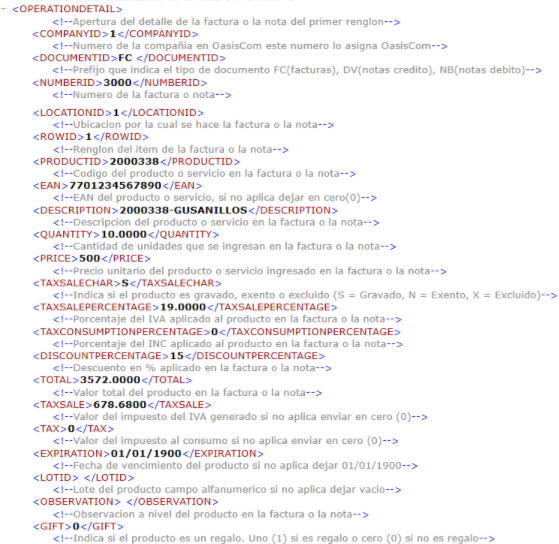 - <OPERATIONDETAIL>
<!--Apertura del detalle de la factura o la nota del primer renglon-->
<COMPANYID>1</COMPANYID>
<!--Numero de la compañia en OasisCom este numero lo asigna OasisCom-->
<DOCUMENTID>FC </DOCUMENTID>
<!--Prefijo que indica el tipo de documento FC(facturas), DV(notas credito), NB(notas debito)-->
<NUMBERID>3000</NUMBERID>
<!--Numero de la factura o nota-->
<LOCATIONID>1</LOCATIONID>
<!--Ubicacion por la cual se hace la factura o la nota-->
<ROWID>1</ROWID>
<!--Renglon del item de la factura o la nota-->
<PRODUCTID>2000338</PRODUCTID>
<!--Codigo del producto o servicio en la factura o la nota-->
<EAN>7701234567890</EAN>
<!--EAN del producto o servicio, si no aplica dejar en cero(0)-->
<DESCRIPTION>2000338-GUSANILLOS</DESCRIPTION>
<!--Descripcion del producto o servicio en la factura o la nota-->
<QUANTITY>10.0000</QUANTITY>
<!--Cantidad de unidades que se ingresan en la factura o la nota-->
<PRICE>500</PRICE>
<!--Precio unitario del producto o servicio ingresado en la factura o la nota-->
<TAXSALECHAR>S</TAXSALECHAR>
<!--Indica si el producto es gravado, exento o excluido (S = Gravado, N = Exento, X = Excluido)-->
<TAXSALEPERCENTAGE>19.0000</TAXSALEPERCENTAGE>
<!--Porcentaje del IVA aplicado al producto en la factura o la nota-->
<TAXCONSUMPTIONPERCENTAGE>0</TAXCONSUMPTIONPERCENTAGE>
<!--Porcentaje del INC aplicado al producto en la factura o la nota-->
<DISCOUNTPERCENTAGE>15</DISCOUNTPERCENTAGE>
<!--Descuento en % aplicado en la factura o la nota-->
<TOTAL>3572.0000</TOTAL>
<!--Valor total del producto en la factura o la nota-->
<TAXSALE>678.6800</TAXSALE>
<!--Valor del impuesto del IVA generado si no aplica enviar en cero (0)-->
<TAX>0</TAX>
<!--Valor del impuesto al consumo si no aplica enviar en cero (0)-->
<EXPIRATION>01/01/1900</EXPIRATION>
<!--Fecha de vencimiento del producto si no aplica dejar 01/01/1900-->
<LOTID> </LOTID>
<!--Lote del producto campo alfanumerico si no aplica dejar vacio-->
<OBSERVATION> </OBSERVATION>
<!--Observacion a nivel del producto en la factura o la nota-->
<GIFT>0</GIFT>
<!--Indica si el producto es un regalo. Uno (1) si es regalo o cero (0) si no es regalo-->